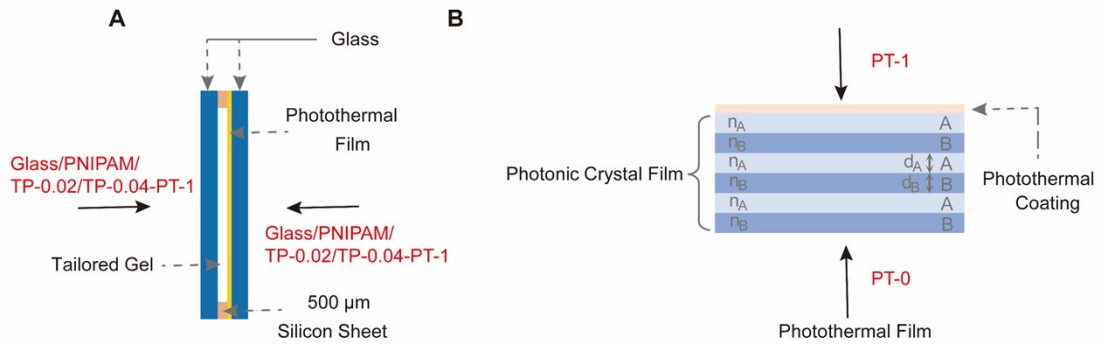 A
Glass
Photothermal
Film
Glass/PNIPAM/
TP-0.02/TP-0.04-PT-1
Glass/PNIPAM/
TP-0.02/TP-0.04-PT-1
Tailored Gel
500 μm
Silicon Sheet
B
PT-1
nA A
nB B
Photonic Crystal Film
nA dA A
nB dB B
nA A
nB B
Photothermal
Coating
PT-0
Photothermal Film